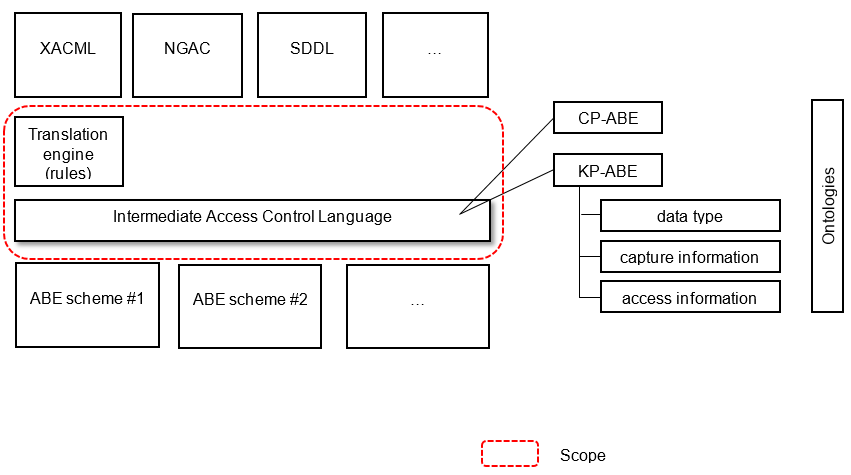 XACML
NGAC
SDDL
...
Translation
engine
(rules)
Intermediate Access Control Language
CP-ABE
KP-ABE
data type
capture information
access information
Ontologies
ABE scheme #1
ABE scheme #2
...
Scope